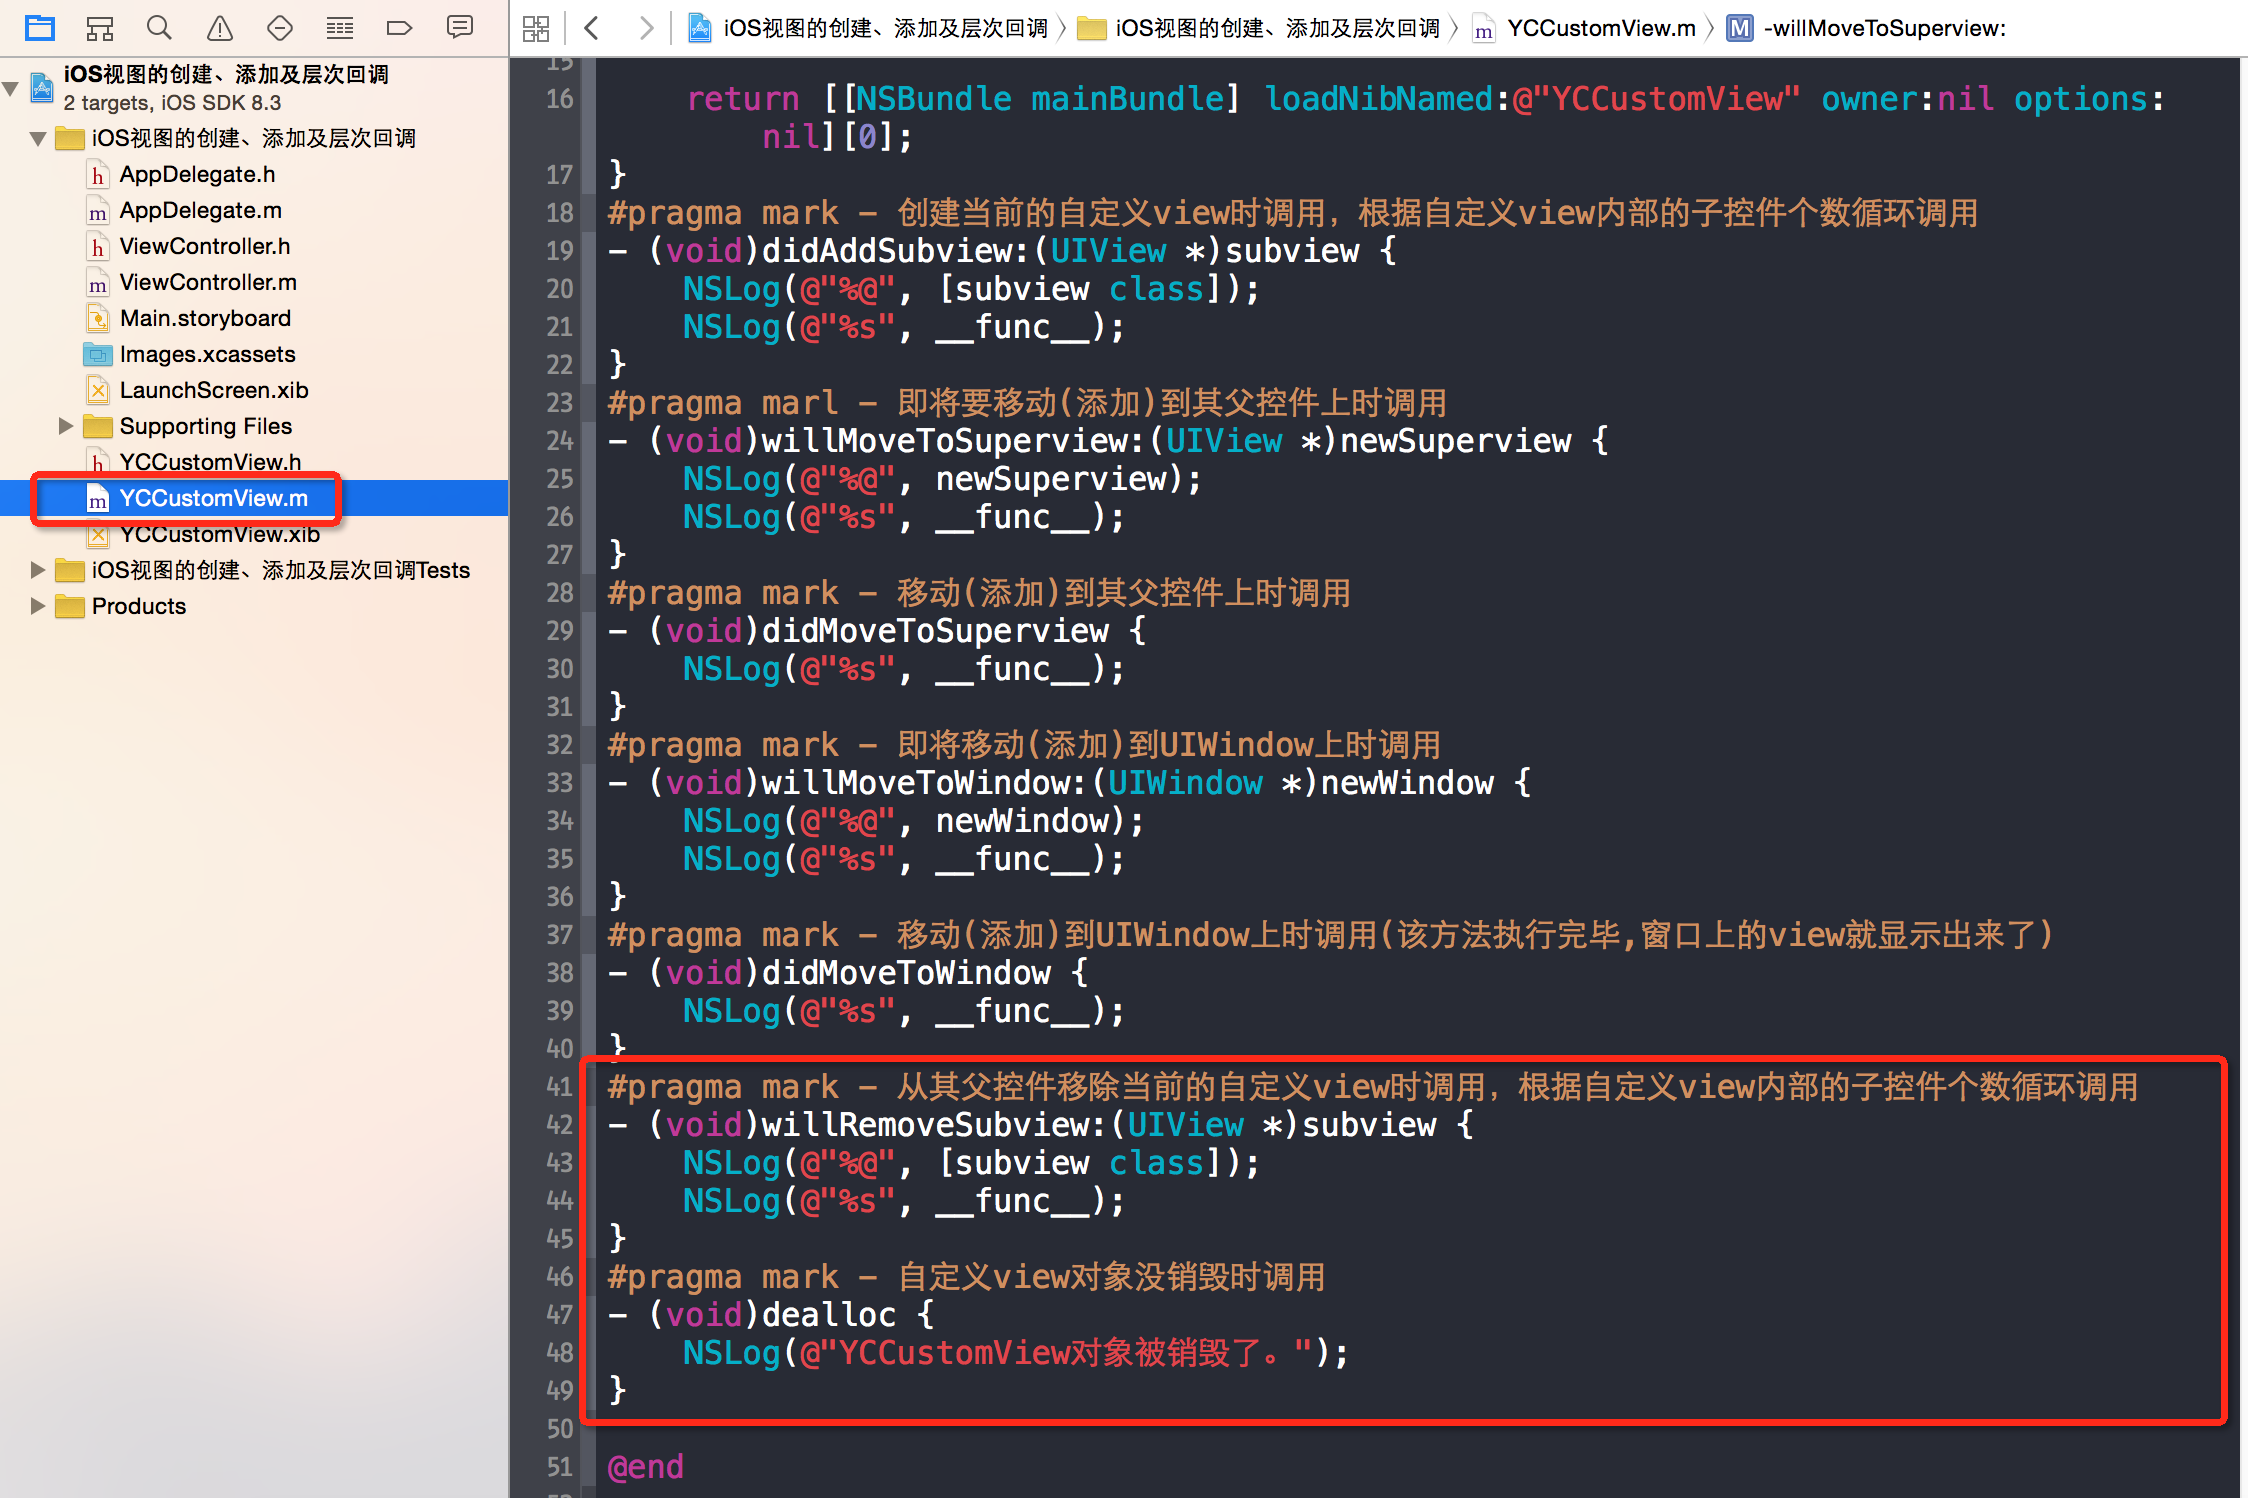 iOS视图的创建、添加及层次回调
2 targets, iOS SDK 8.3
iOS视图的创建、添加及层次回调
AppDelegate.h
AppDelegate.m
ViewController.h
ViewController.m
Main.storyboard
Images.xcassets
LaunchScreen.xib
Supporting Files
YCCustomView.h
YCCustomView.m
YCCustomView.xib
iOS视图的创建、添加及层次回调Tests
Products
iOS视图的创建、添加及层次回调 iOS视图的创建、添加及层次回调 m YCCustomView.m M -willMoveToSuperview:
15
16 return [[NSBundle mainBundle] loadNibNamed:@"YCCustomView" owner:nil options:
nil][0];
17 }
18 #pragma mark - 创建当前的自定义view时调用，根据自定义view内部的子控件个数循环调用
19 - (void)didAddSubview:(UIView *)subview {
20 NSLog(@"%@", [subview class]);
21 NSLog(@"%s", __func__);
22 }
23 #pragma marl - 即将要移动(添加)到其父控件上时调用
24 - (void)willMoveToSuperview:(UIView *)newSuperview {
25 NSLog(@"%@", newSuperview);
26 NSLog(@"%s", __func__);
27 }
28 #pragma mark - 移动(添加)到其父控件上时调用
29 - (void)didMoveToSuperview {
30 NSLog(@"%s", __func__);
31 }
32 #pragma mark - 即将移动(添加)到UIWindow上时调用
33 - (void)willMoveToWindow:(UIWindow *)newWindow {
34 NSLog(@"%@", newWindow);
35 NSLog(@"%s", __func__);
36 }
37 #pragma mark - 移动(添加)到UIWindow上时调用(该方法执行完毕,窗口上的view就显示出来了)
38 - (void)didMoveToWindow {
39 NSLog(@"%s", __func__);
40 }
41 #pragma mark - 从其父控件移除当前的自定义view时调用，根据自定义view内部的子控件个数循环调用
42 - (void)willRemoveSubview:(UIView *)subview {
43 NSLog(@"%@", [subview class]);
44 NSLog(@"%s", __func__);
45 }
46 #pragma mark - 自定义view对象没销毁时调用
47 - (void)dealloc {
48 NSLog(@"YCCustomView对象被销毁了。");
49 }
50
51 @end